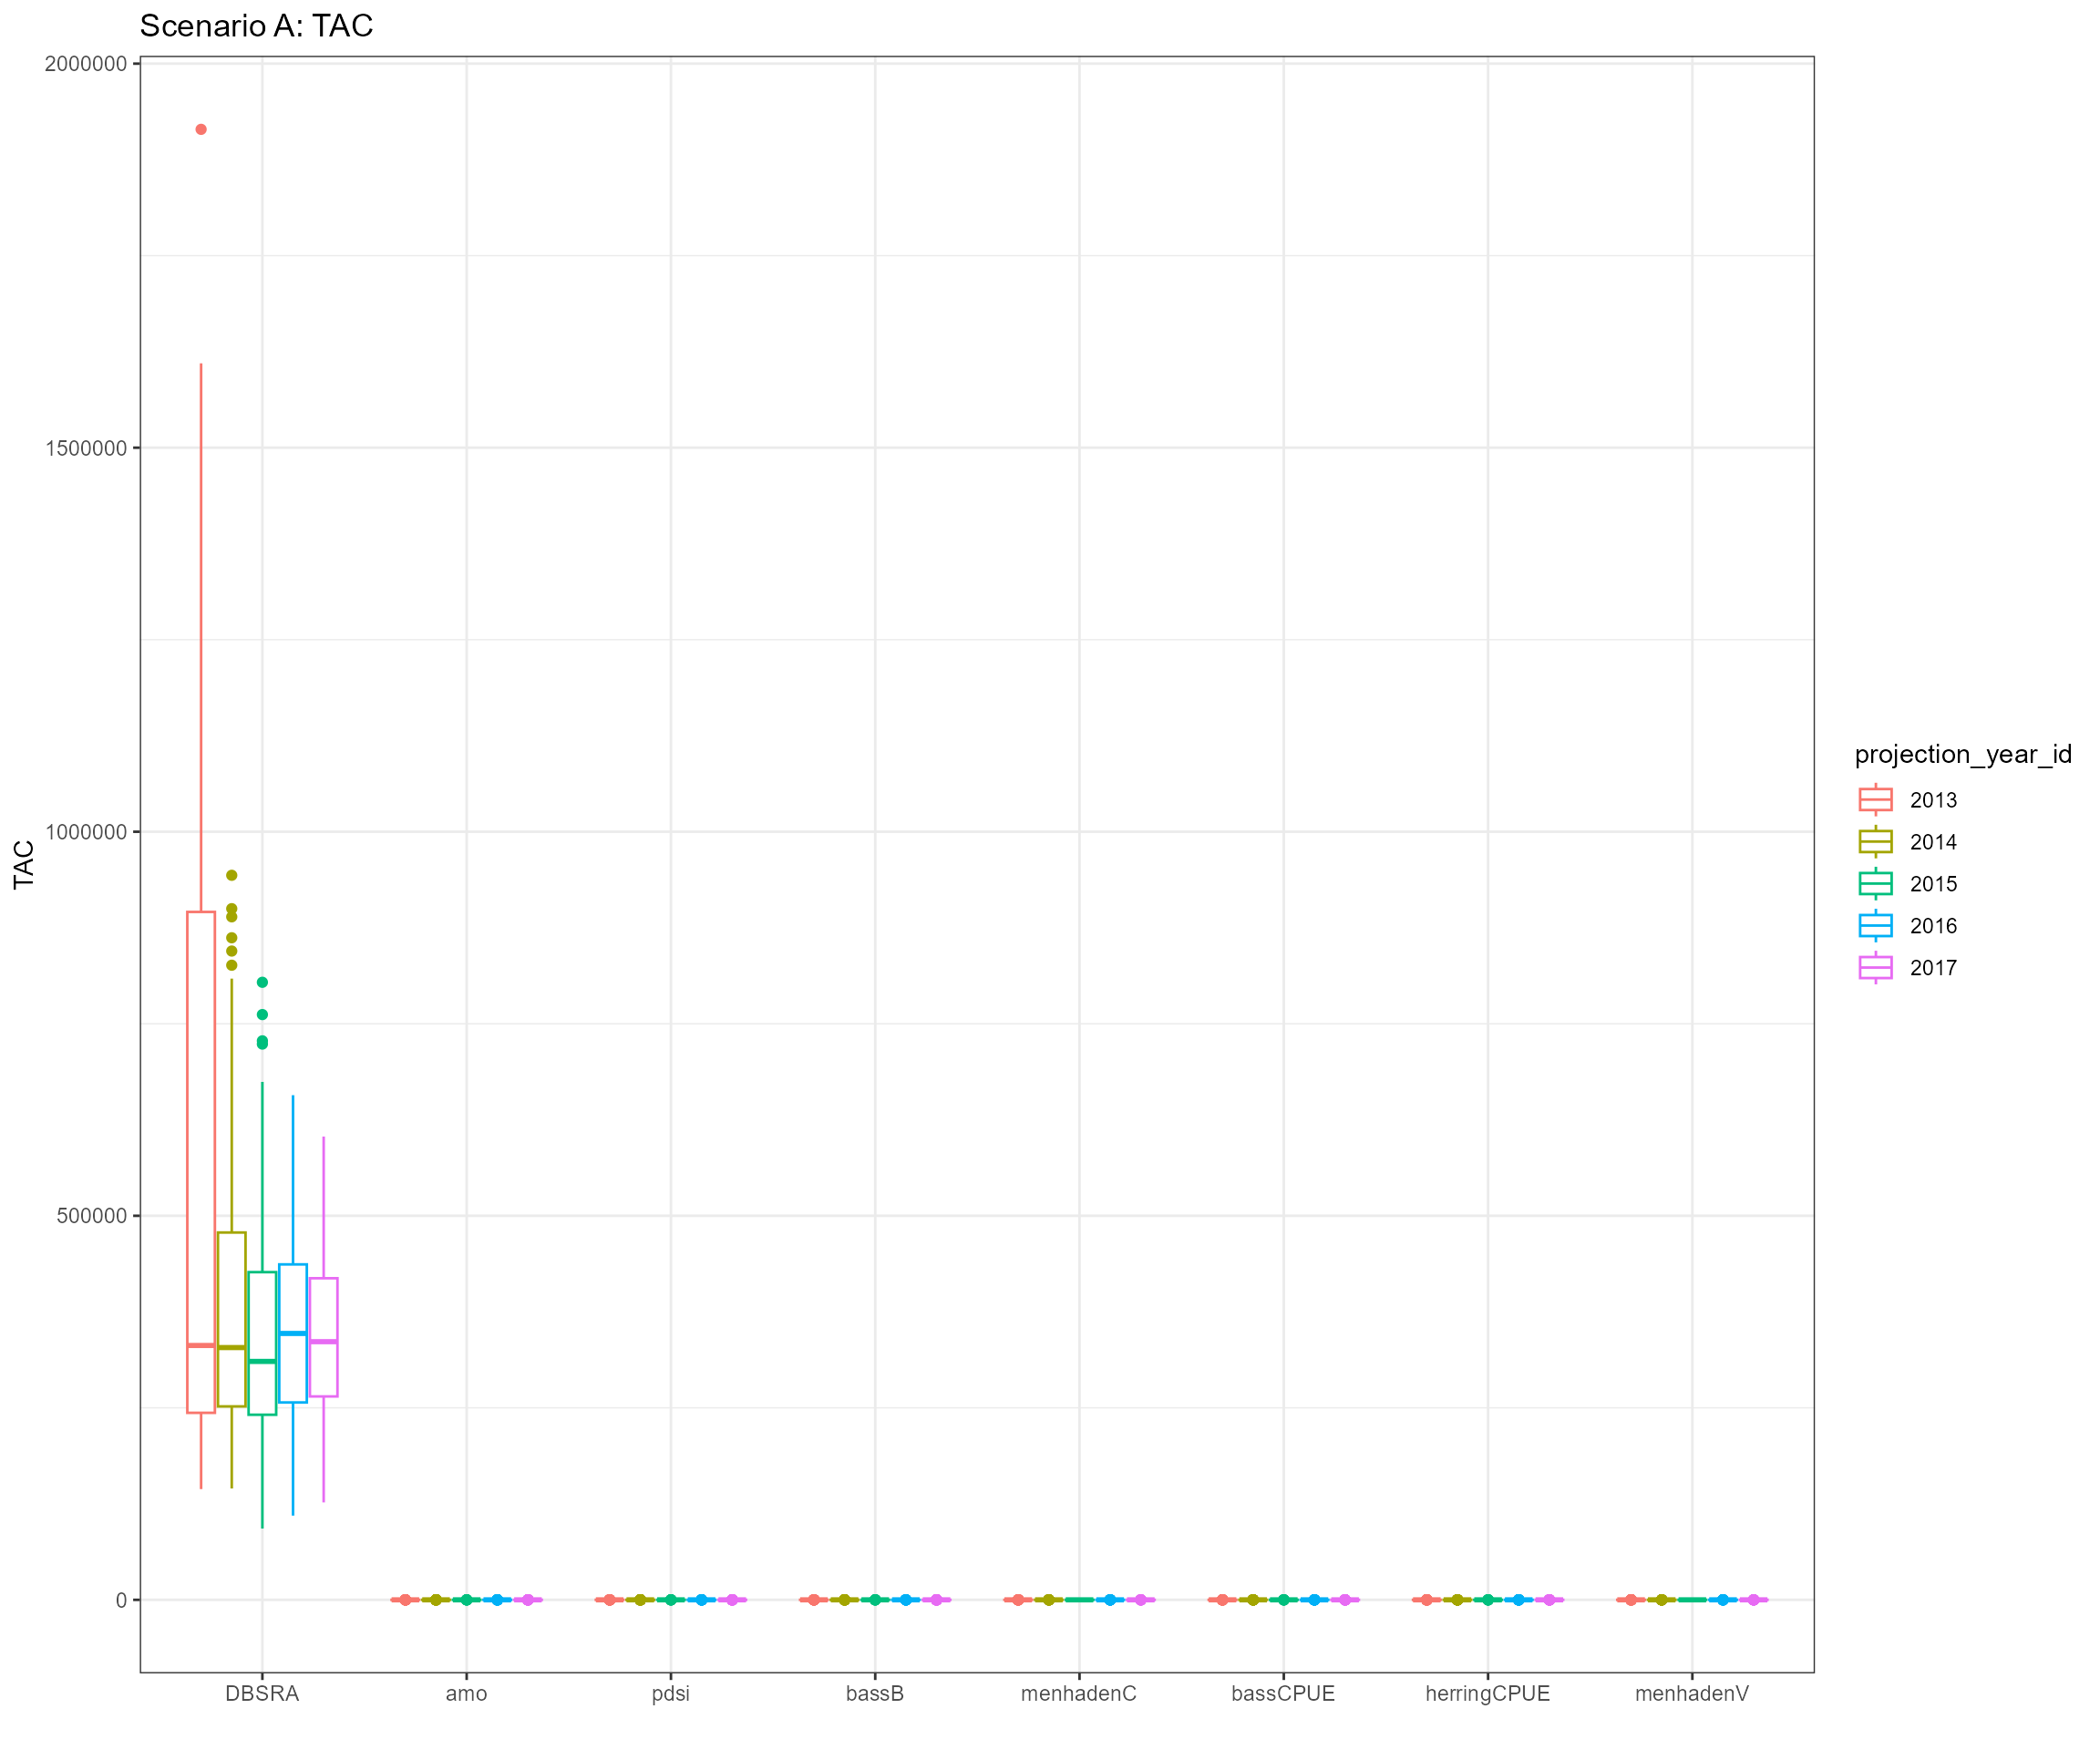 Scenario A: TAC
2000000
1500000
1000000
500000
0
TAC
DBSRA amo pdsi bassB menhadenC bassCPUE herringCPUE menhadenV
projection_year_id
2013
2014
2015
2016
2017